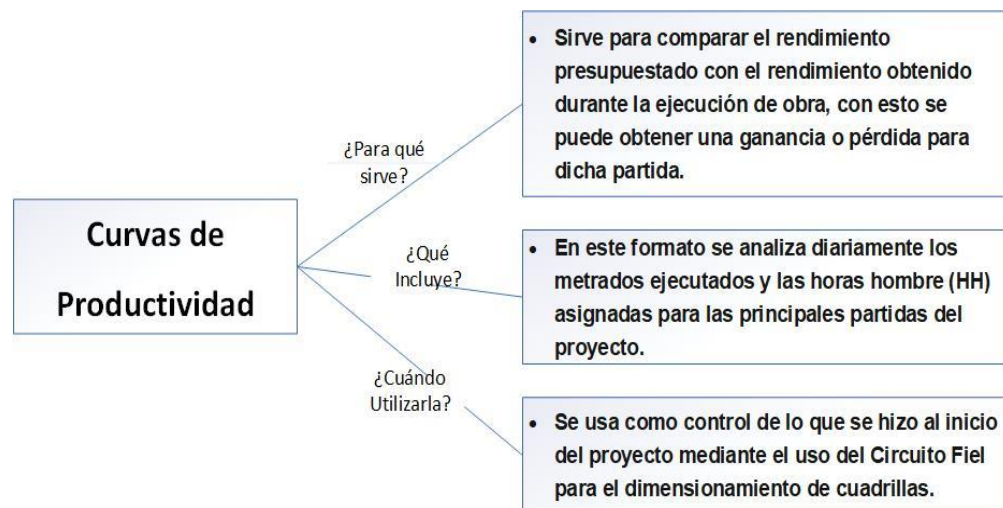 Curvas de
Productividad
¿Para qué
sirve?
• Sirve para comparar el rendimiento
presupuestado con el rendimiento obtenido
durante la ejecución de obra, con esto se
puede obtener una ganancia o pérdida para
dicha partida.
¿Qué
Incluye?
• En este formato se analiza diariamente los
metrados ejecutados y las horas hombre (HH)
asignadas para las principales partidas del
proyecto.
¿Cuándo
Utilizarla?
• Se usa como control de lo que se hizo al inicio
del proyecto mediante el uso del Circuito Fiel
para el dimensionamiento de cuadrillas.